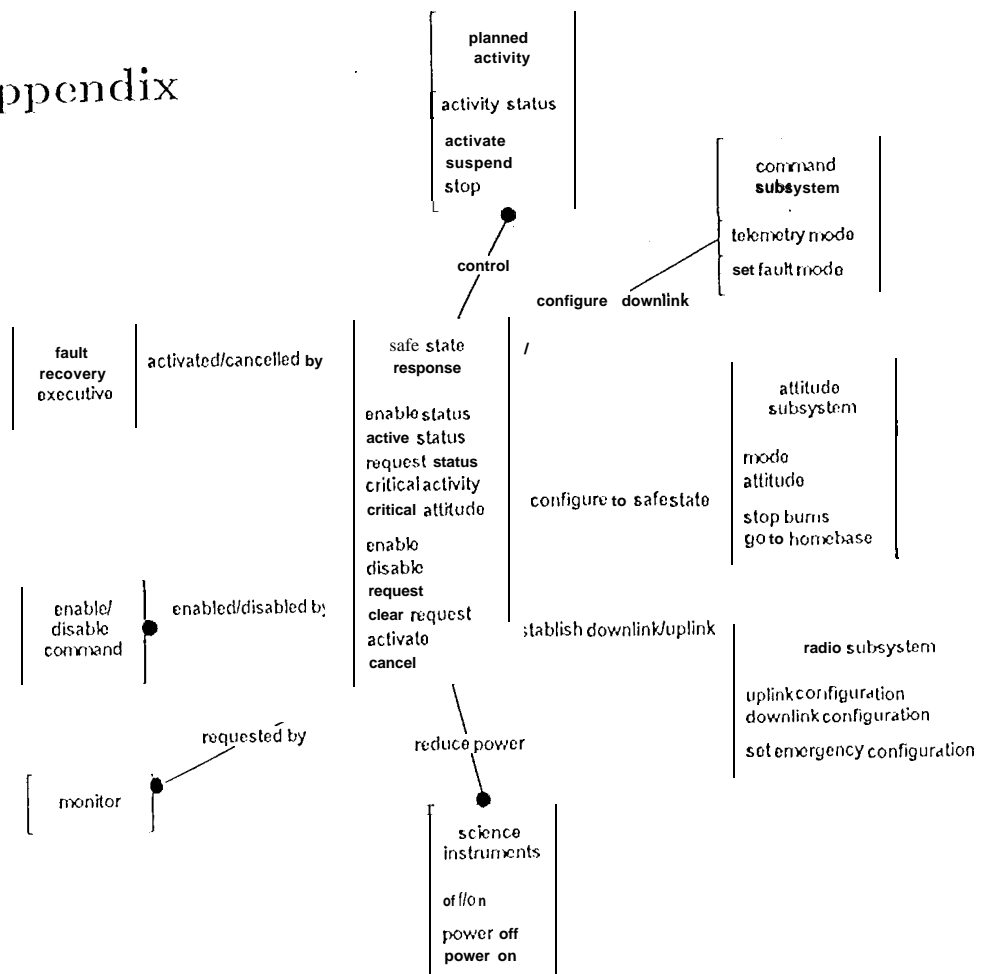 ppendix
planned
activity
activity status
activate
suspend
stop
control
command
subsystem
telemetry mode
set fault mode
configure downlink
fault
recovery
executive
activated/cancelled by
safe state
response
enable status
active status
request status
critical activity
critical attitude
enable
disable
request
clear request
activate
cancel
/
attitude
subsystem
mode
attitude
stop burns
go to homebase
configure to safe state
enable/
disable
command
enabled/disabled by
stablish downlink/uplink
radio subsystem
uplink configuration
downlink configuration
set emergency configuration
requested by
monitor
reduce power
science
instruments
off/on
power off
power on